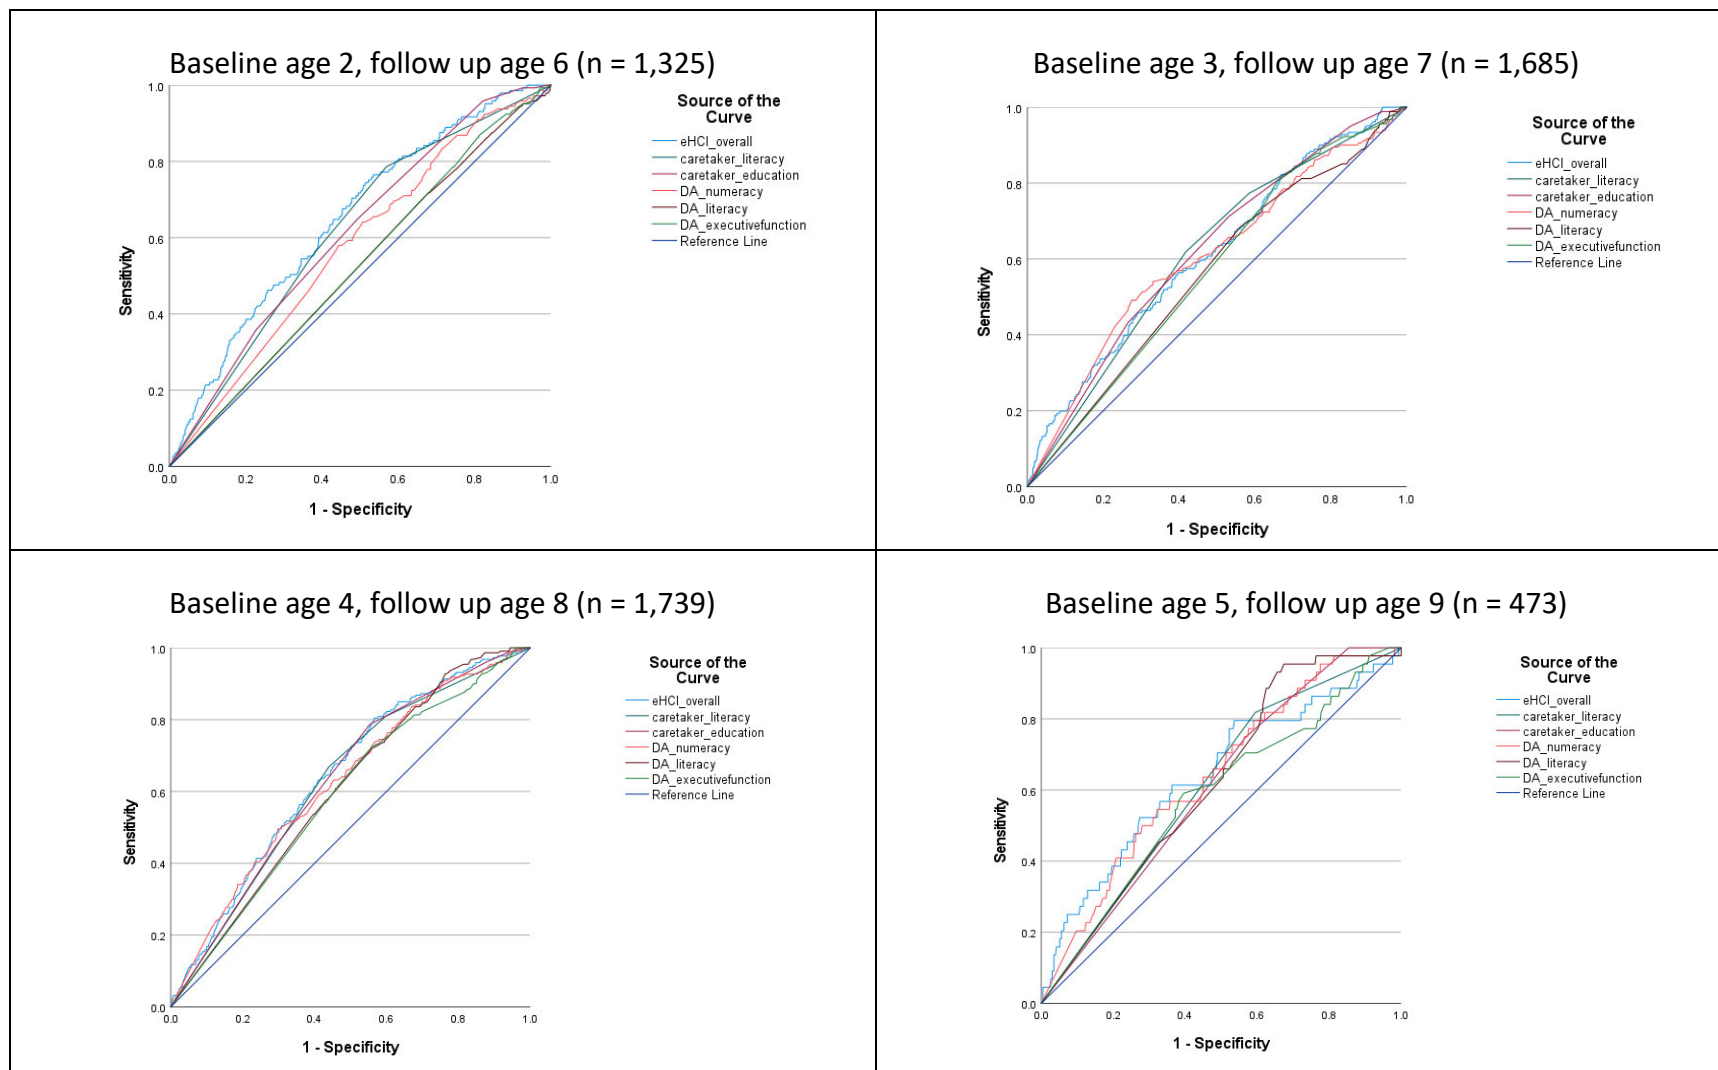 Baseline age 2, follow up age 6 (n = 1,325)
1.0
0.8
0.6
0.4
0.2
0.0
Sensitivity
0.0 0.2 0.4 0.6 0.8 1.0
1 - Specificity
Source of the
Curve
eHCI_overall
caretaker_literacy
caretaker_education
DA_numeracy
DA_literacy
DA_executivefunction
Reference Line
Baseline age 3, follow up age 7 (n = 1,685)
1.0
0.8
0.6
0.4
0.2
0.0
Sensitivity
0.0 0.2 0.4 0.6 0.8 1.0
1 - Specificity
Source of the
Curve
eHCI_overall
caretaker_literacy
caretaker_education
DA_numeracy
DA_literacy
DA_executivefunction
Reference Line
Baseline age 4, follow up age 8 (n = 1,739)
1.0
0.8
0.6
0.4
0.2
0.0
Sensitivity
0.0 0.2 0.4 0.6 0.8 1.0
1 - Specificity
Source of the
Curve
eHCI_overall
caretaker_literacy
caretaker_education
DA_numeracy
DA_literacy
DA_executivefunction
Reference Line
Baseline age 5, follow up age 9 (n = 473)
1.0
0.8
0.6
0.4
0.2
0.0
Sensitivity
0.0 0.2 0.4 0.6 0.8 1.0
1 - Specificity
Source of the
Curve
eHCI_overall
caretaker_literacy
caretaker_education
DA_numeracy
DA_literacy
DA_executivefunction
Reference Line